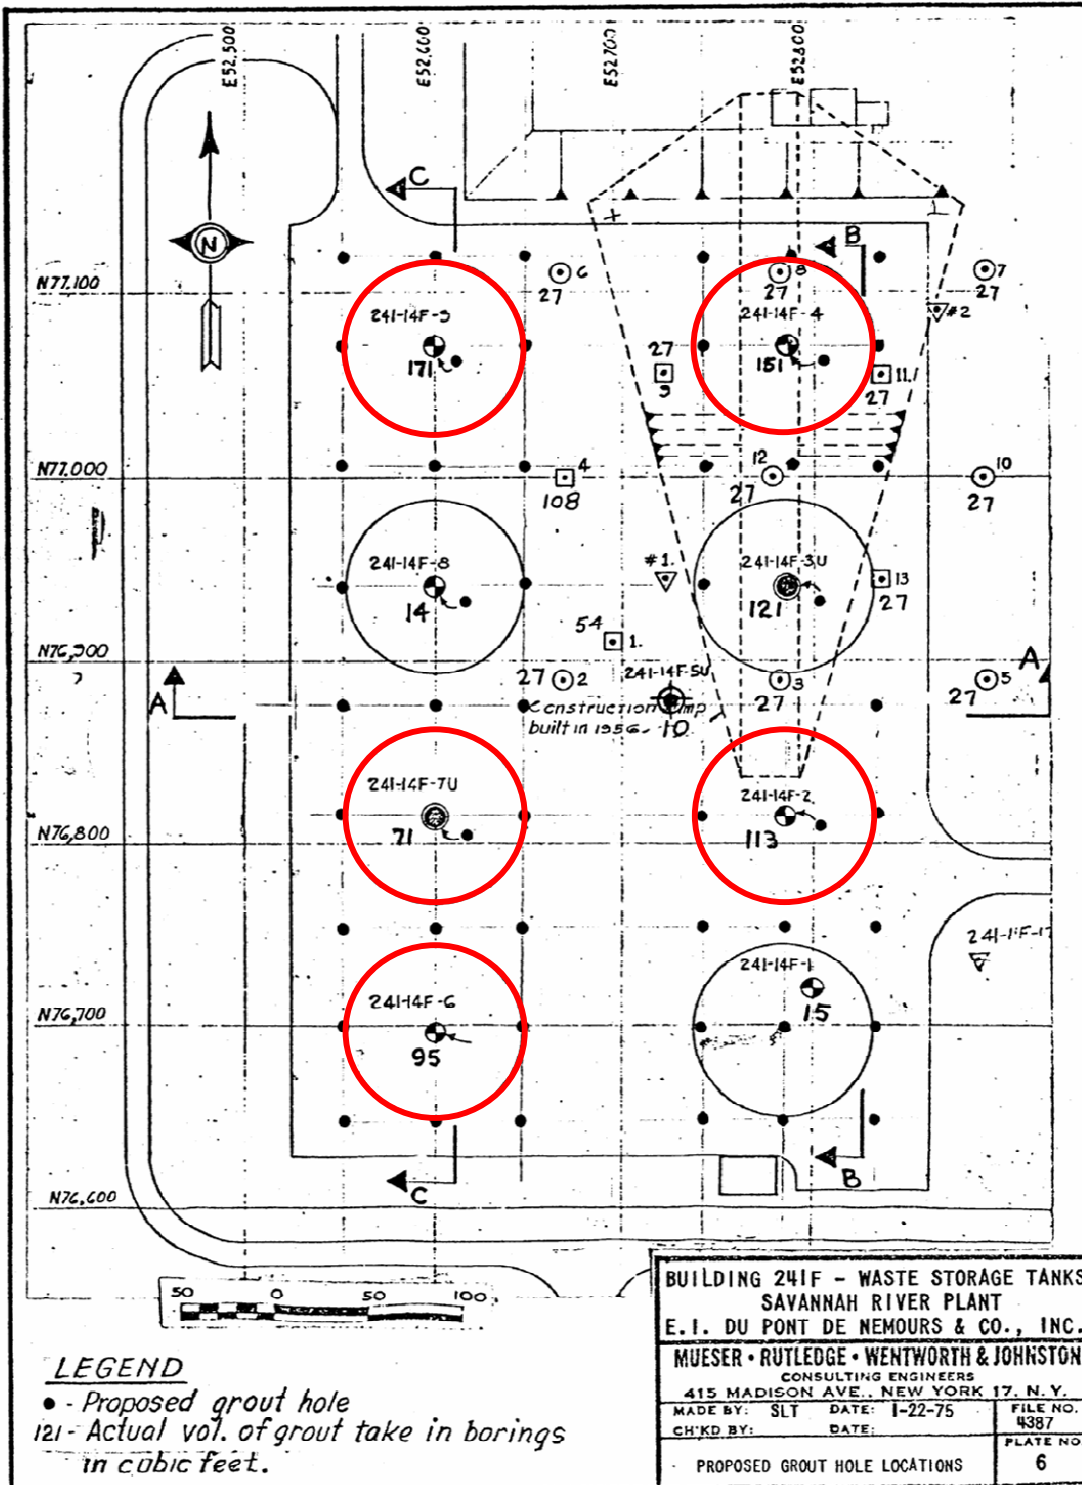 E52,500
E52,600
E52,700
E52,800
C
B
N
N77,100
6
27
8
27
7
27
#2
241-14F-9
171
241-14F-4
151
27
9
11.
27
N77,000
4
108
12
27
10
27
241-14F-8
14
#1.
241-14F-3U
121
13
27
54
1.
N76,900
27
2
241-14F-5U
3
27
5
27
A
A
Construction
built in 1956.
10
241-14F-7U
71
241-14F-2
113
N76,800
241-14F-6
95
241-14F-1
15
N76,700
C
B
N76,600
50 0 50 100
BUILDING 241F - WASTE STORAGE TANKS
SAVANNAH RIVER PLANT
E.I. DU PONT DE NEMOURS & CO., INC.
MUESER • RUTLEDGE • WENTWORTH & JOHNSTON
CONSULTING ENGINEERS
415 MADISON AVE., NEW YORK 17, N.Y.
MADE BY: SLT DATE: 1-22-75
FILE NO.
4387
CH'KD BY: DATE:
PLATE NO.
6
PROPOSED GROUT HOLE LOCATIONS
LEGEND
● - Proposed grout hole
121 - Actual vol. of grout take in borings
in cubic feet.